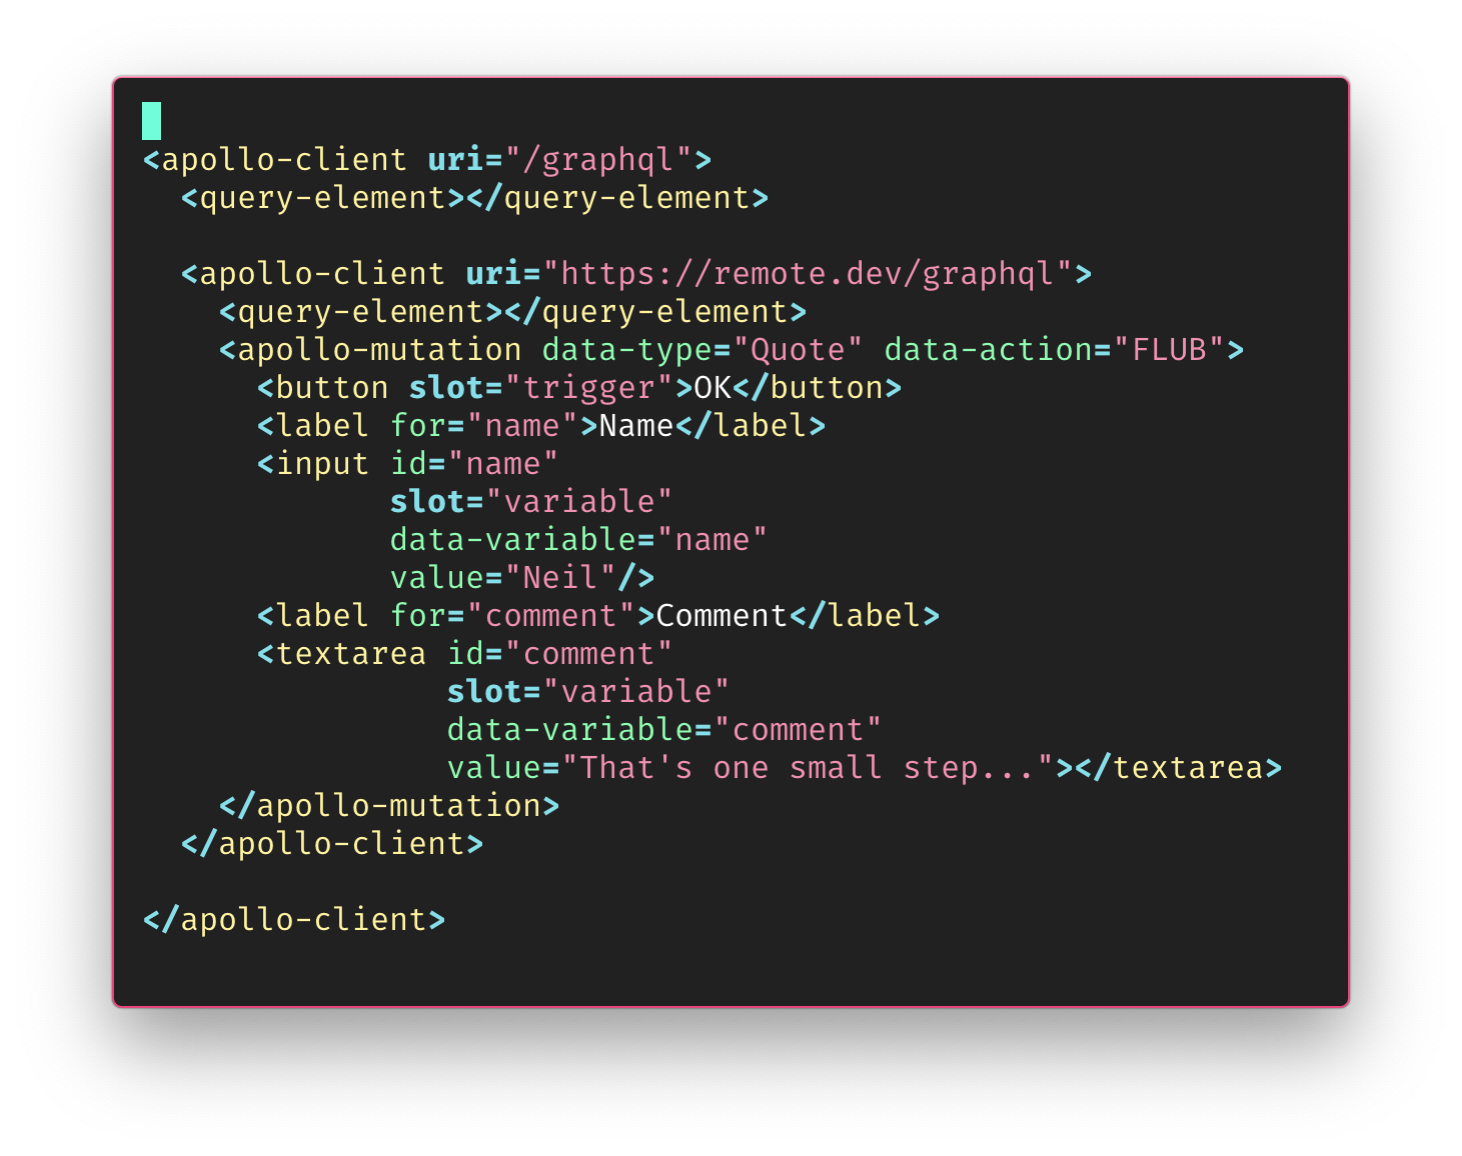 <apollo-client uri="/graphql">
  <query-element></query-element>

  <apollo-client uri="https://remote.dev/graphql">
    <query-element></query-element>
    <apollo-mutation data-type="Quote" data-action="FLUB">
      <button slot="trigger">OK</button>
      <label for="name">Name</label>
      <input id="name"
             slot="variable"
             data-variable="name"
             value="Neil"/>
      <label for="comment">Comment</label>
      <textarea id="comment"
                slot="variable"
                data-variable="comment"
                value="That's one small step..."></textarea>
    </apollo-mutation>
  </apollo-client>

</apollo-client>